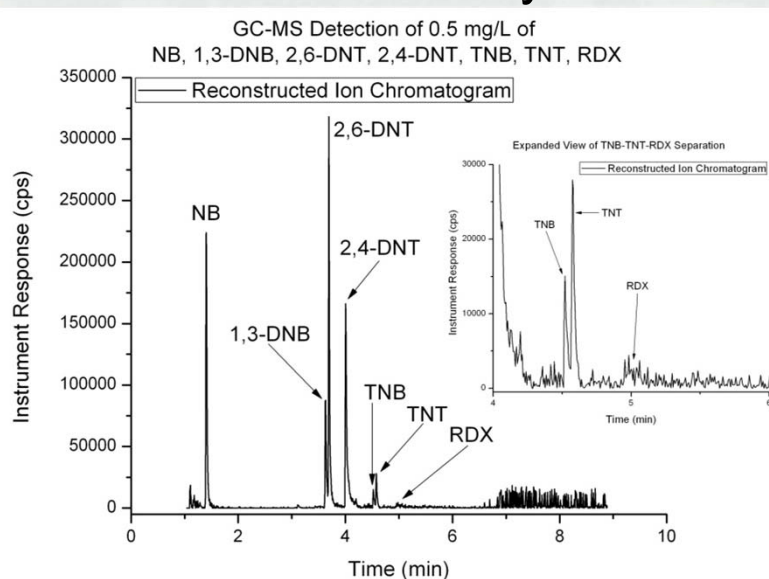 GC-MS Detection of 0.5 mg/L of
NB, 1,3-DNB, 2,6-DNT, 2,4-DNT, TNB, TNT, RDX
350000
300000
250000
200000
150000
100000
50000
0
Instrument Response (cps)
Reconstructed Ion Chromatogram
NB
1,3-DNB
2,6-DNT
2,4-DNT
TNB
TNT
RDX
0 2 4 6 8 10
Time (min)
Expanded View of TNB-TNT-RDX Separation
30000
20000
10000
0
Instrument Response (cps)
Reconstructed Ion Chromatogram
TNB
TNT
RDX
4 5 6
Time (min)